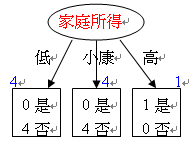 家庭所得
低 小康 高
4 4 1
0 是 0 是 1 是
4 否 4 否 0 否